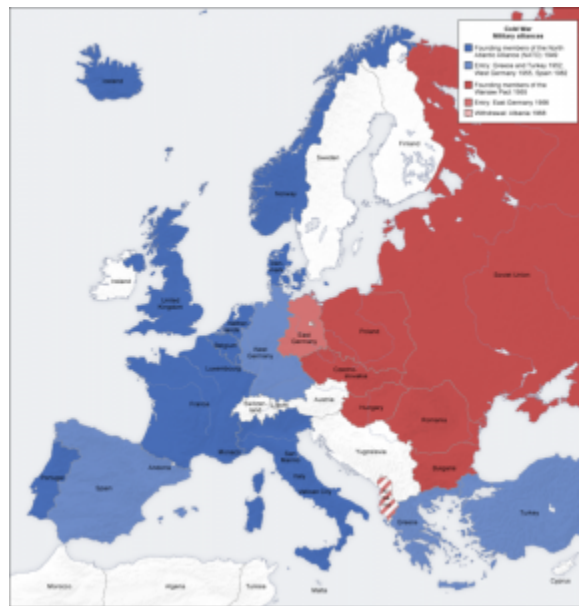 Cold War
Military alliances
Founding members of the North
Atlantic Alliance (NATO) 1949
Entry: Greece and Turkey 1952,
West Germany 1955, Spain 1982
Founding members of the
Warsaw Pact 1955
Entry: East Germany 1956
Withdrawal: Albania 1968
Iceland
Finland
Sweden
Norway
Soviet Union
Ireland
United
Kingdom
East
Germany
West
Germany
Poland
Belgium
Luxembourg
Czecho-
slovakia
France
Austria
Hungary
Romania
Monaco
San
Marino
Yugoslavia
Italy
Bulgaria
Andorra
Portugal
Spain
Vatican City
Greece
Turkey
Morocco
Algeria
Tunisia
Malta
Cyprus